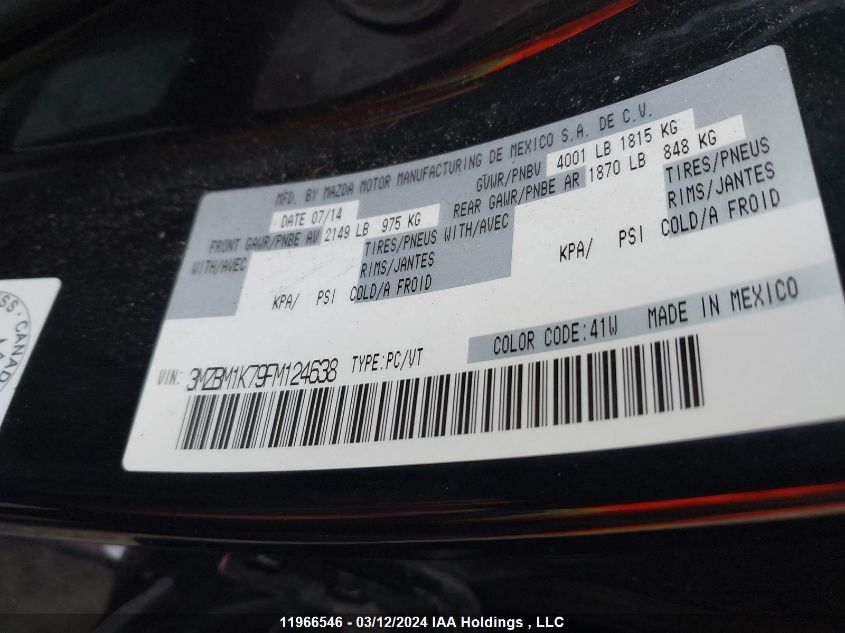 MFD. BY MAZDA MOTOR MANUFACTURING DE MEXICO S.A. DE C.V.
DATE 07/14 GVWR/PNBV 4001 LB 1815 KG
FRONT GAWR/PNBE AV 2149 LB 975 KG REAR GAWR/PNBE AR 1870 LB 848 KG
WITH/AVEC TIRES/PNEUS WITH/AVEC TIRES/PNEUS
RIMS/JANTES RIMS/JANTES
KPA/ PSI COLD/A FROID KPA/ PSI COLD/A FROID
COLOR CODE:41W MADE IN MEXICO
VIN: 3MZBM1K79FM124638 TYPE:PC/VT
CANAD
11966546 - 03/12/2024 IAA Holdings , LLC